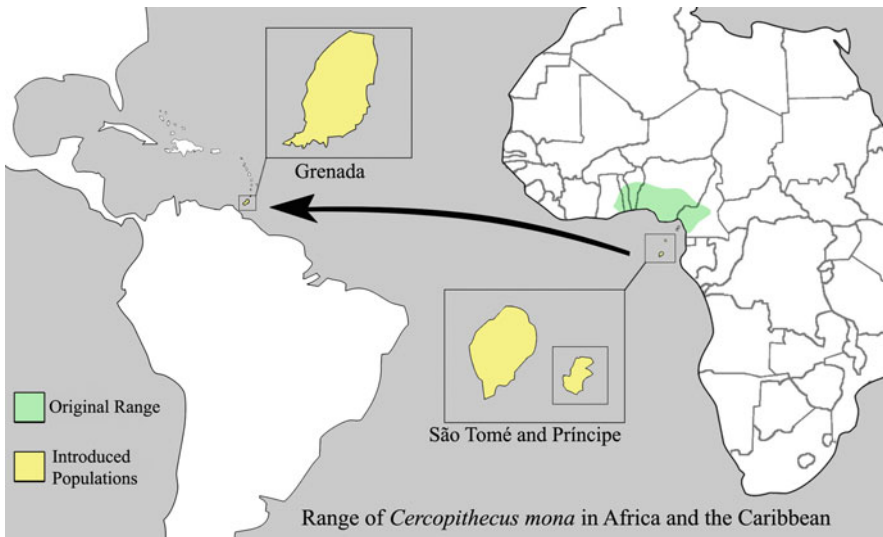 Grenada
São Tomé and Príncipe
Original Range
Introduced
Populations
Range of Cercopithecus mona in Africa and the Caribbean